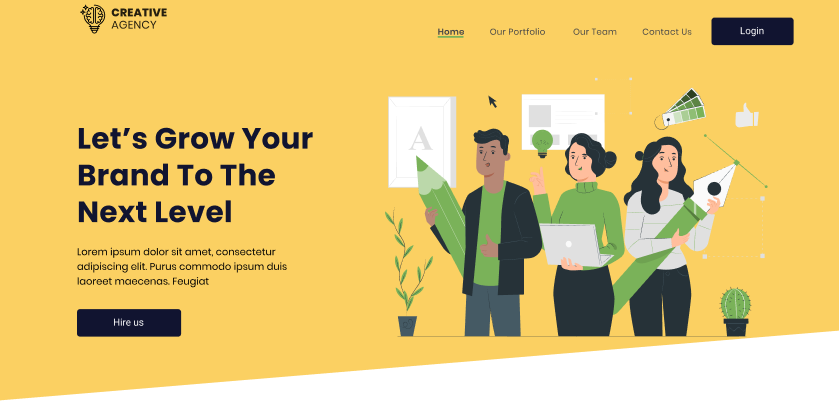 CREATIVE
AGENCY
Home Our Portfolio Our Team Contact Us Login
Let's Grow Your
Brand To The
Next Level
Lorem ipsum dolor sit amet, consectetur
adipiscing elit. Purus commodo ipsum duis
laoreet maecenas. Feugiat
Hire us
A